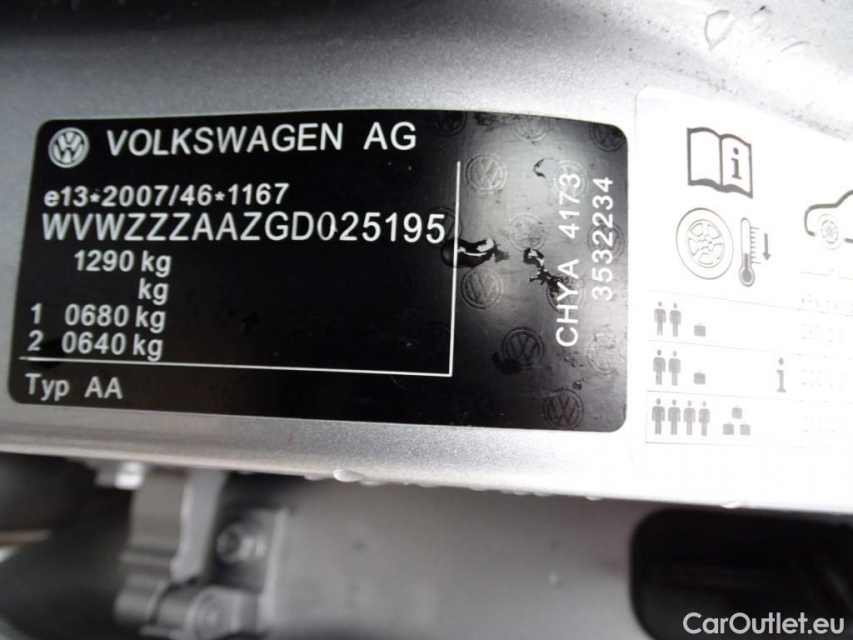 VOLKSWAGEN AG
e13*2007/46*1167
WVWZZZAAZGD025195
1290 kg
kg
1 0680 kg
2 0640 kg
Typ AA
CHYA 4173
3532234
CarOutlet.eu